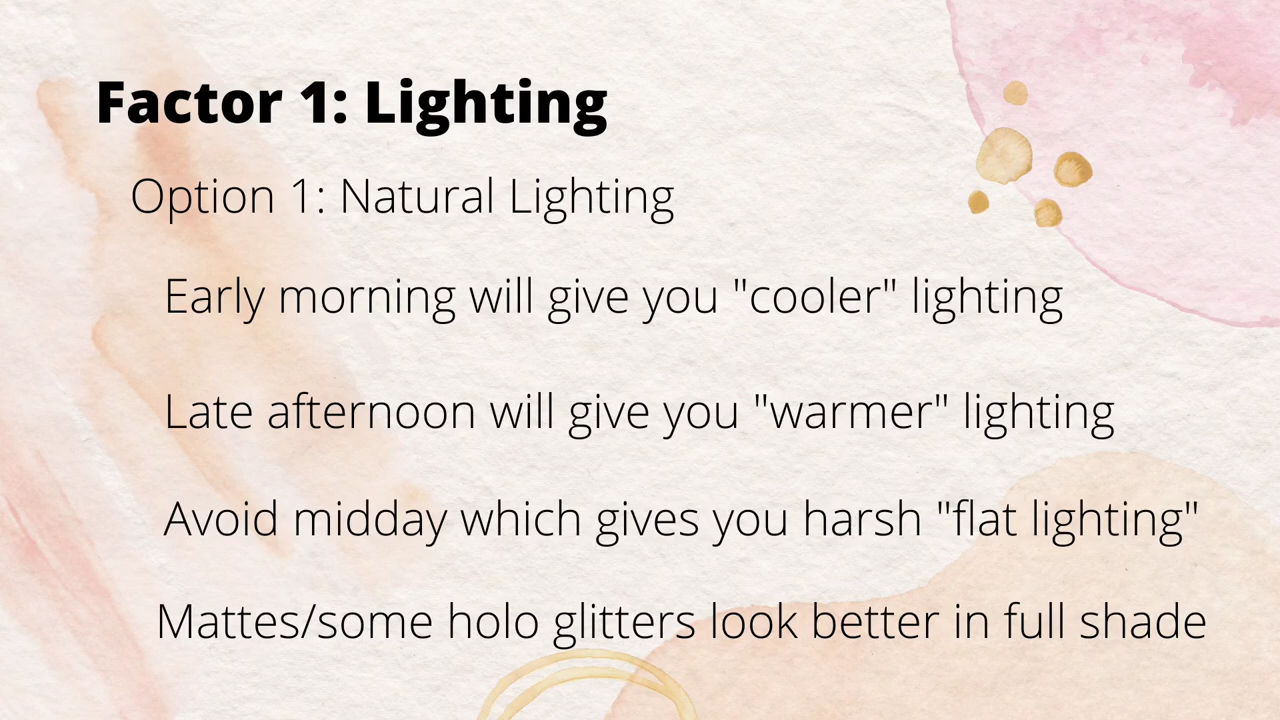 Factor 1: Lighting
Option 1: Natural Lighting
Early morning will give you "cooler" lighting
Late afternoon will give you "warmer" lighting
Avoid midday which gives you harsh "flat lighting"
Mattes/some holo glitters look better in full shade